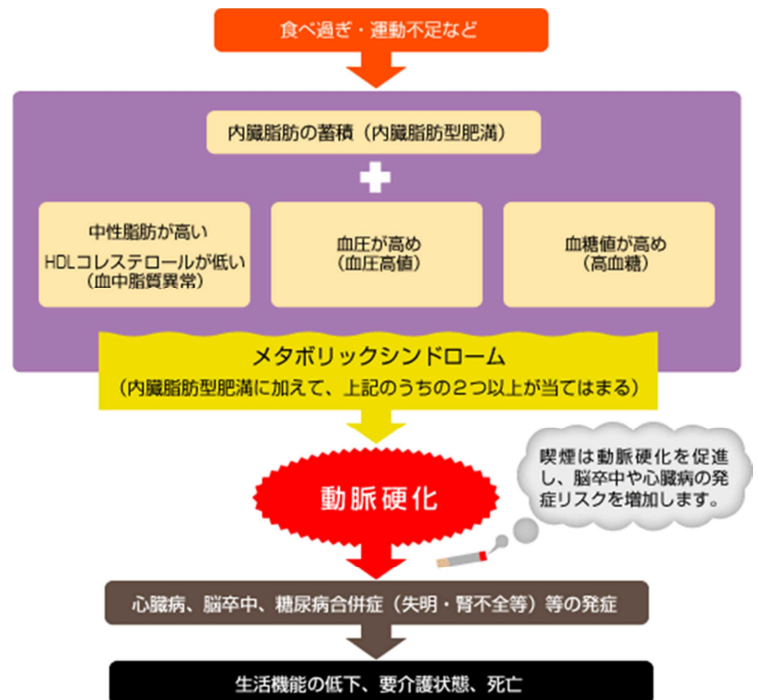 食べ過ぎ・運動不足など
内臓脂肪の蓄積（内臓脂肪型肥満）
中性脂肪が高い
HDLコレステロールが低い
（血中脂質異常）
血圧が高め
（血圧高値）
血糖値が高め
（高血糖）
メタボリックシンドローム
（内臓脂肪型肥満に加えて、上記のうちの２つ以上が当てはまる）
動脈硬化
喫煙は動脈硬化を促進
し、脳卒中や心臓病の発
症リスクを増加します。
心臓病、脳卒中、糖尿病合併症（失明・腎不全等）等の発症
生活機能の低下、要介護状態、死亡